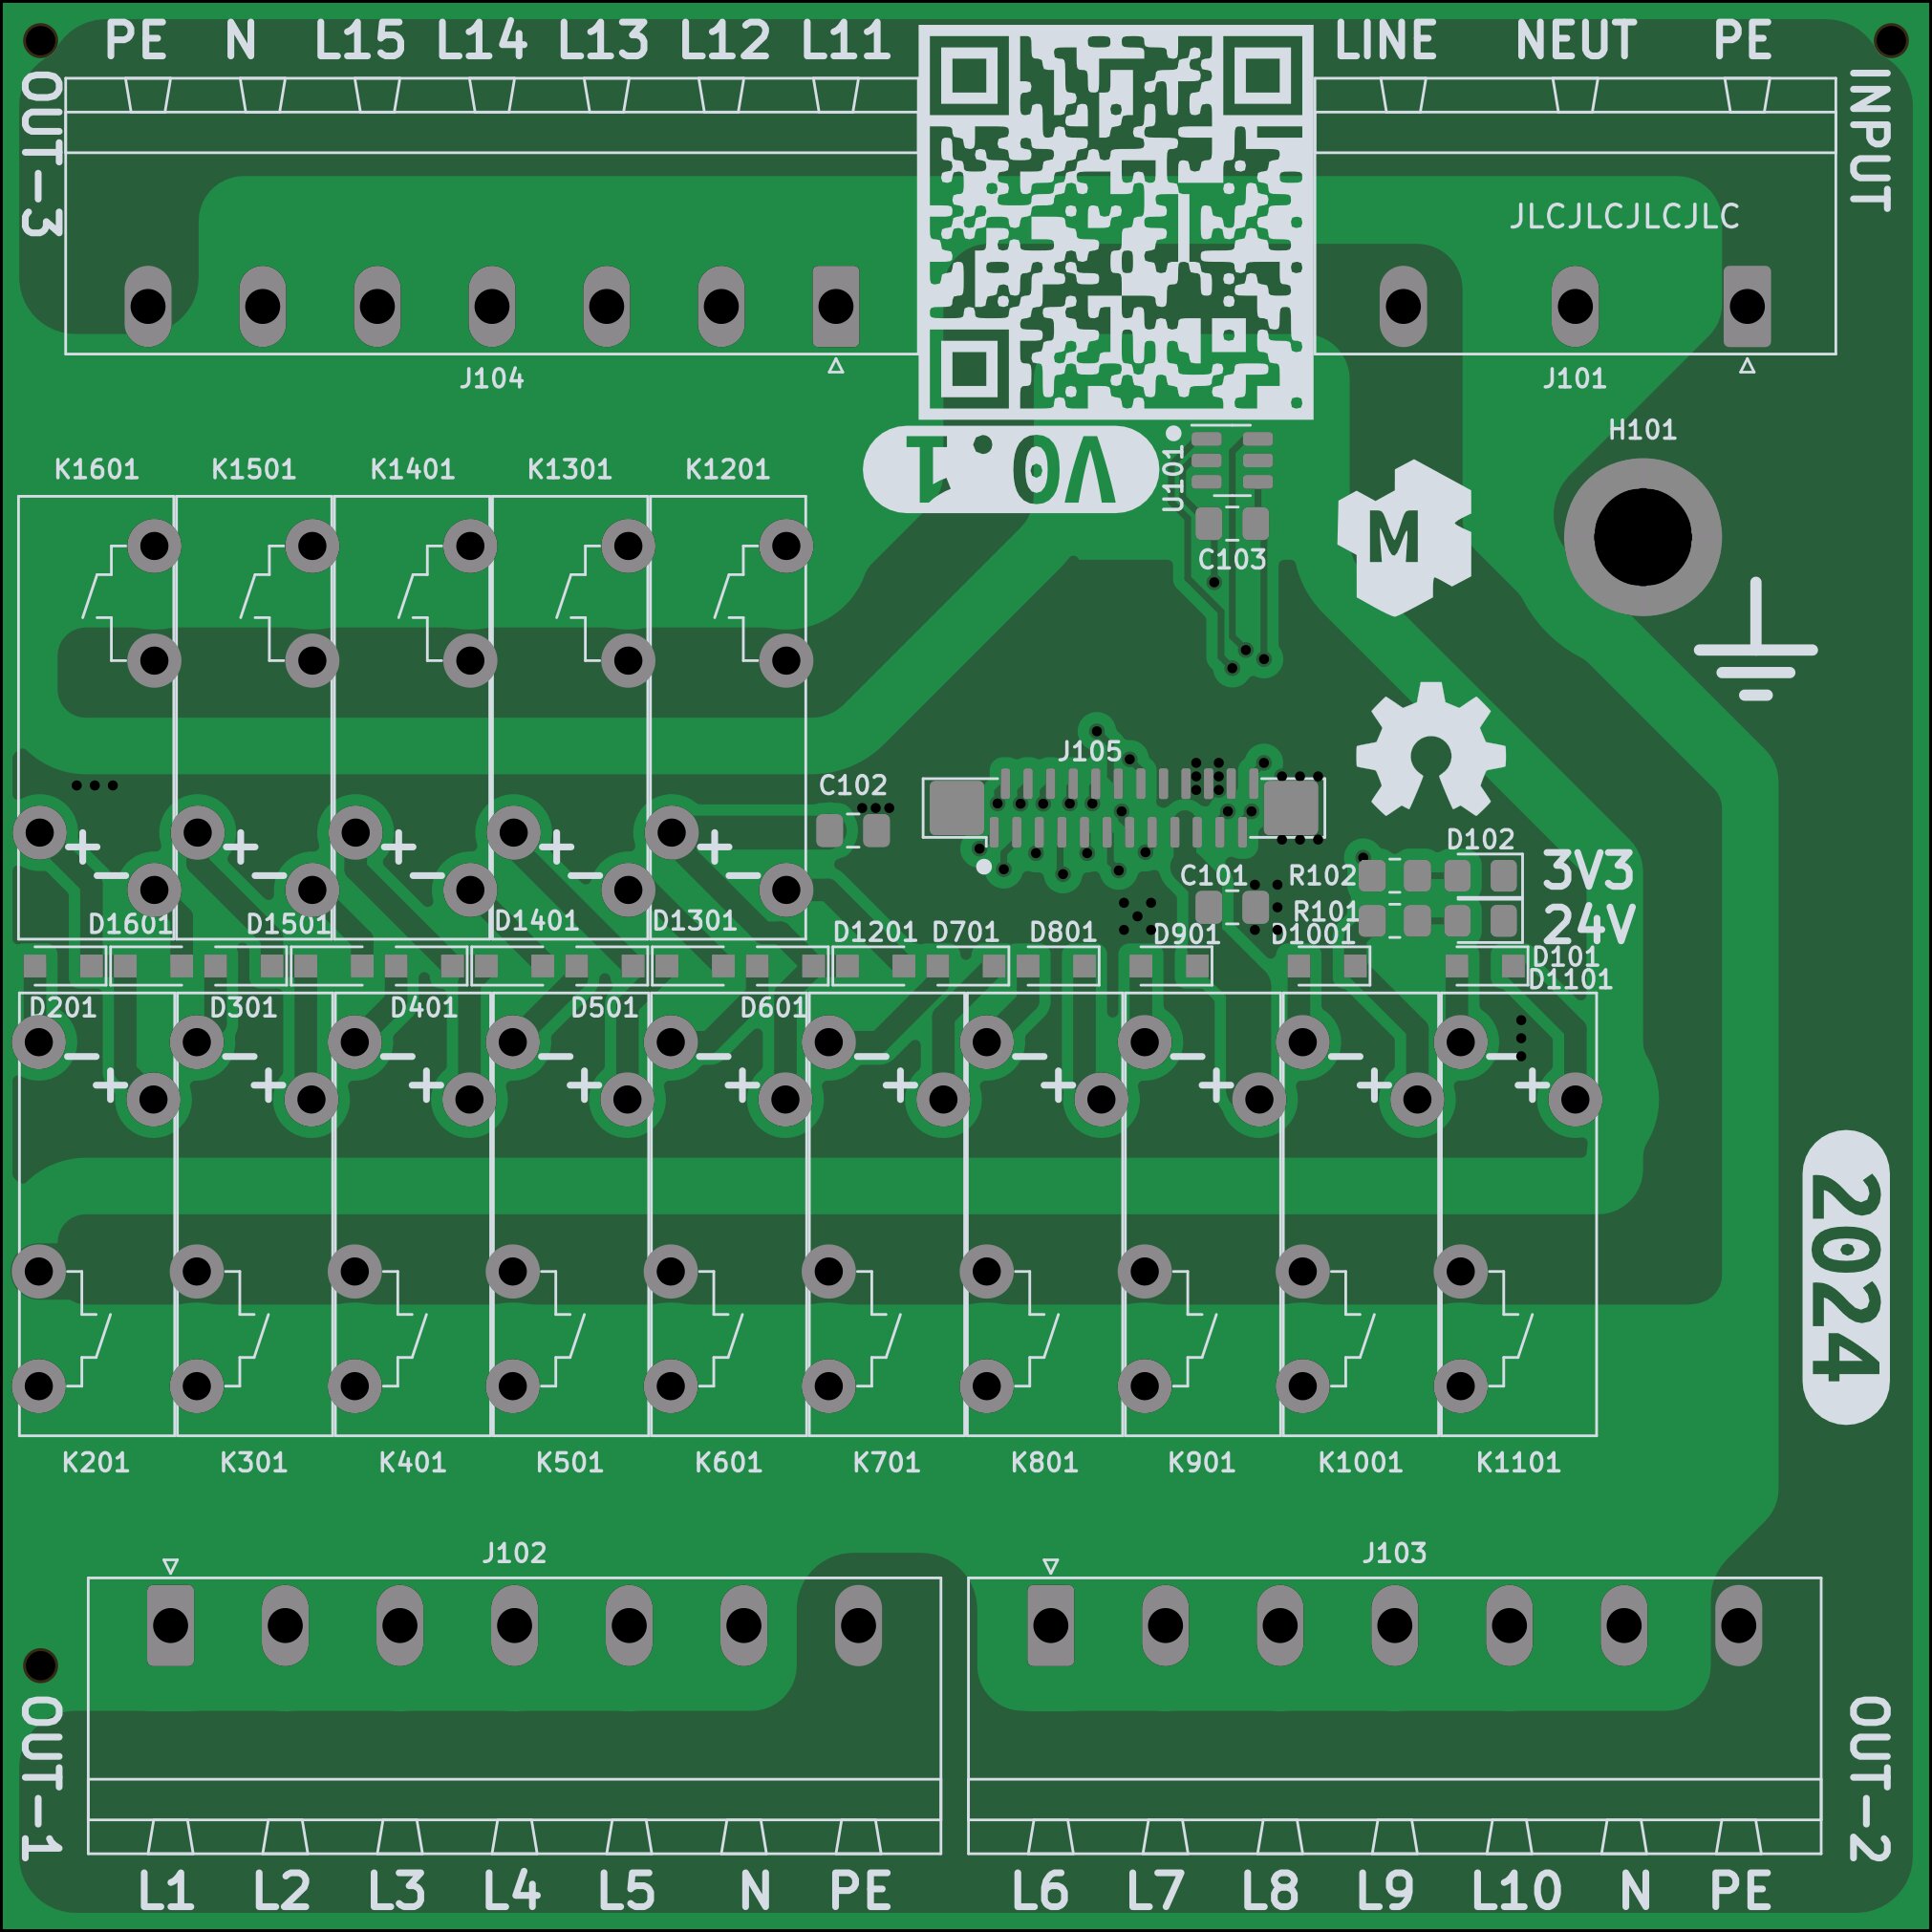 PE N L15 L14 L13 L12 L11 LINE NEUT PE
OUT-3
INPUT
JLCJLCJLCJLC
J104
J101
V0.1
H101
U101
K1601 K1501 K1401 K1301 K1201
C103
M
J105
C102
D102
C101
R102
3V3
R101
24V
D1601 D1501 D1401 D1301 D1201 D701 D801 D901 D1001
D101
D1101
D201 D301 D401 D501 D601
2024
K201 K301 K401 K501 K601 K701 K801 K901 K1001 K1101
J102
J103
OUT-1
OUT-2
L1 L2 L3 L4 L5 N PE L6 L7 L8 L9 L10 N PE